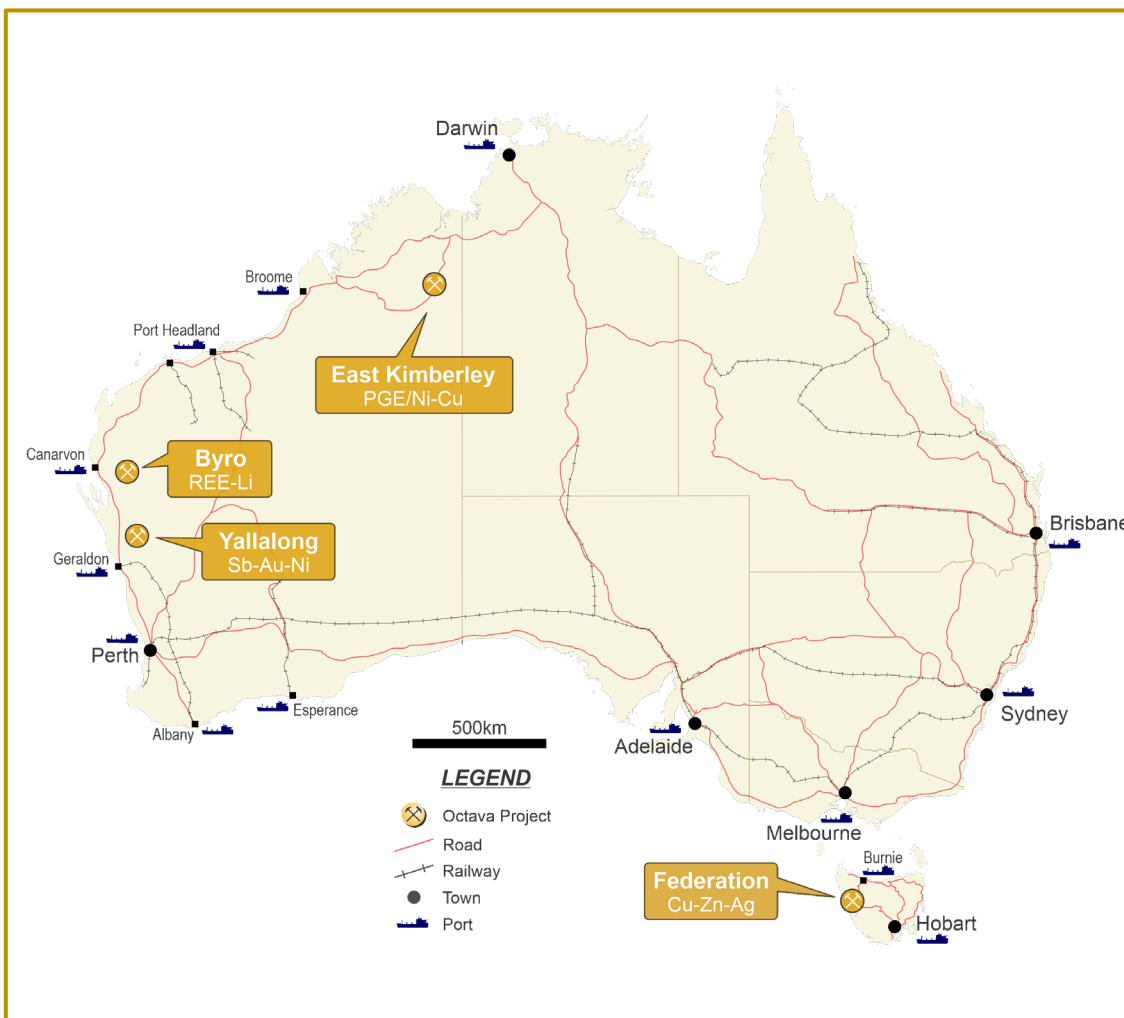 Darwin
Broome
Port Headland
East Kimberley
PGE/Ni-Cu
Canarvon
Byro
REE-Li
Yallalong
Sb-Au-Ni
Geraldon
Brisbane
Perth
Esperance
Albany
Sydney
Adelaide
500km
LEGEND
Octava Project
Road
Railway
Town
Port
Melbourne
Burnie
Federation
Cu-Zn-Ag
Hobart